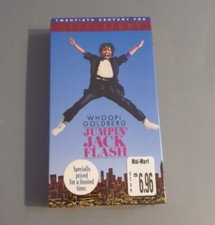 TWENTIETH CENTURY FOX
WHOOPI
GOLDBERG
JUMPIN'
JACK
FLASH
Specially
priced
for a limited
time.
Wal-Mart
6.96